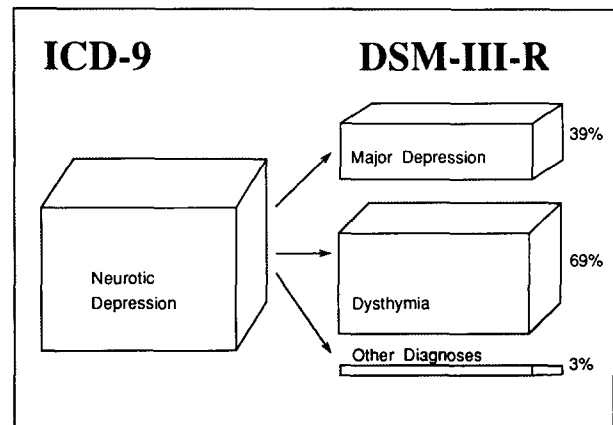 ICD-9
DSM-III-R
Major Depression
39%
Neurotic
Depression
Dysthymia
69%
Other Diagnoses
3%